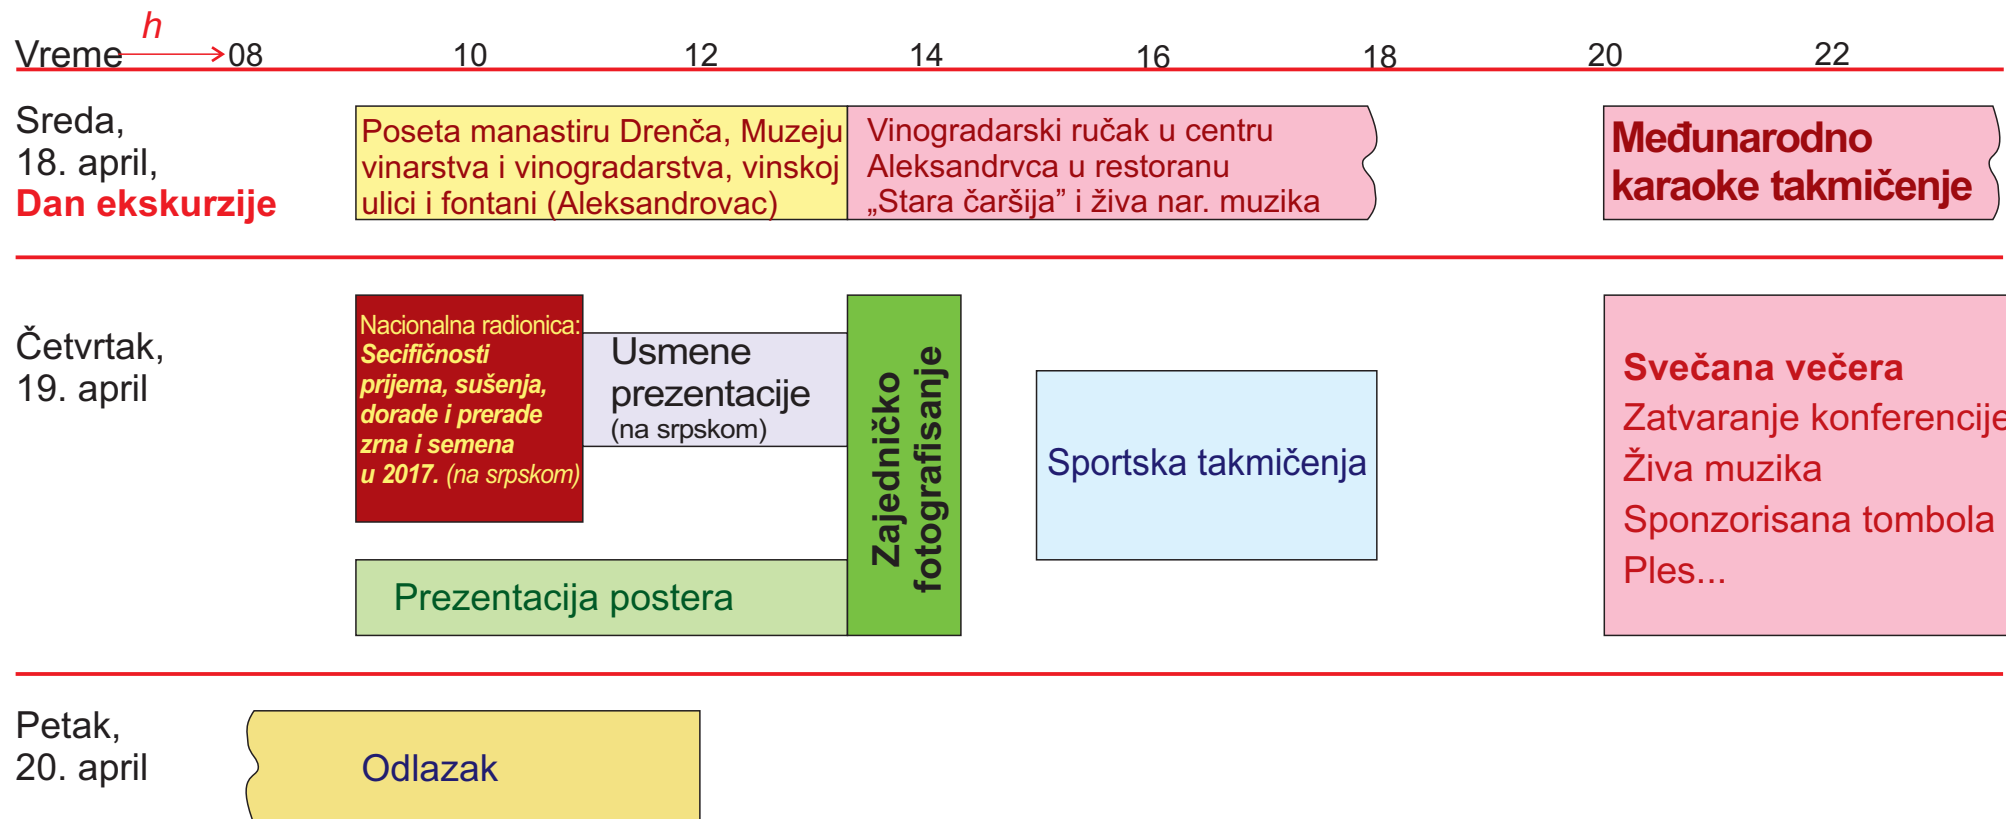 h
Vreme 08 10 12 14 16 18 20 22
Sreda,
18. april,
Dan ekskurzije
Poseta manastiru Drenča, Muzeju
vinarstva i vinogradarstva, vinskoj
ulici i fontani (Aleksandrovac)
Vinogradarski ručak u centru
Aleksandrvca u restoranu
„Stara čaršija” i živa nar. muzika
Međunarodno
karaoke takmičenje
Četvrtak,
19. april
Nacionalna radionica:
Secifičnosti
prijema, sušenja,
dorade i prerade
zrna i semena
u 2017. (na srpskom)
Usmene
prezentacije
(na srpskom)
Prezentacija postera
Zajedničko
fotografisanje
Sportska takmičenja
Svečana večera
Zatvaranje konferencije
Živa muzika
Sponzorisana tombola
Ples...
Petak,
20. april
Odlazak